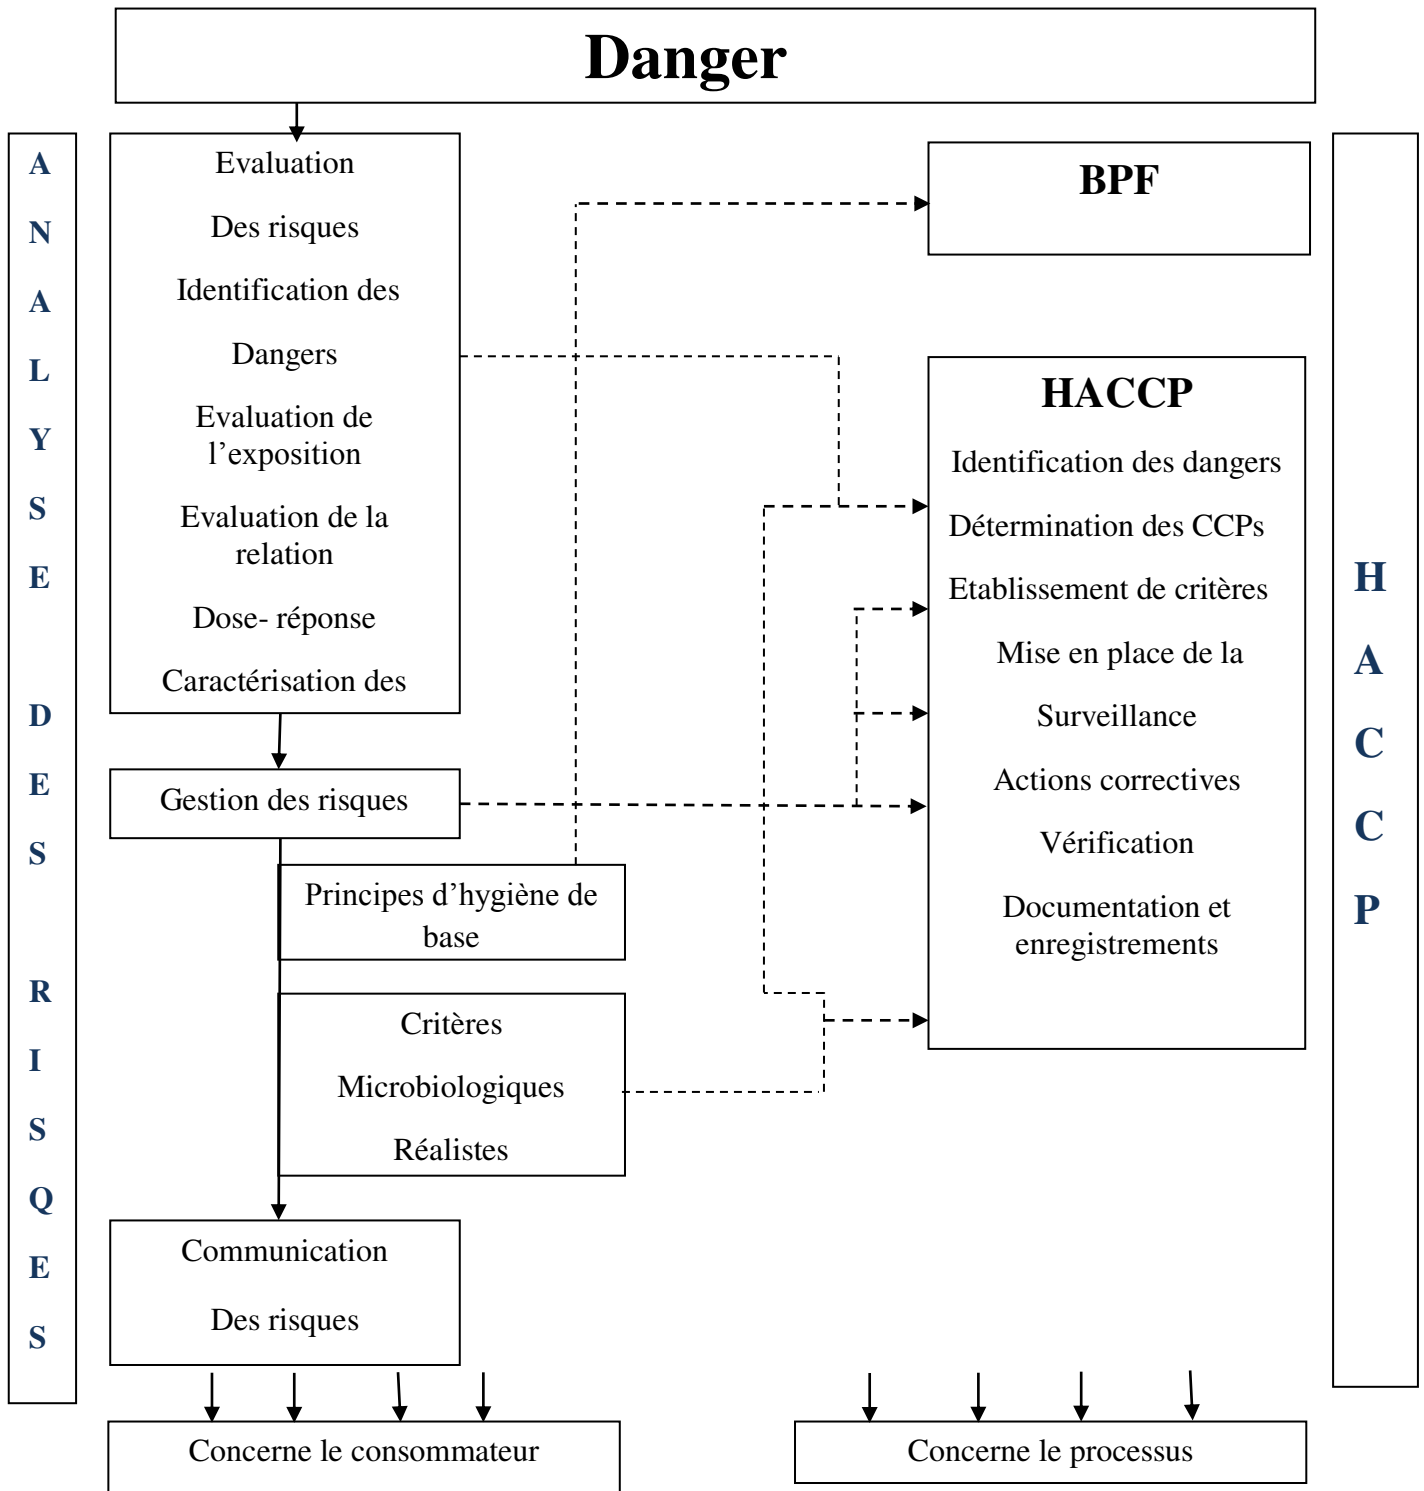 Danger
A
N
A
L
Y
S
E
D
E
S
R
I
S
Q
E
S
Evaluation
Des risques
Identification des
Dangers
Evaluation de
l’exposition
Evaluation de la
relation
Dose- réponse
Caractérisation des
Gestion des risques
Principes d’hygiène de
base
Critères
Microbiologiques
Réalistes
Communication
Des risques
Concerne le consommateur
BPF
HACCP
Identification des dangers
Détermination des CCPs
Etablissement de critères
Mise en place de la
Surveillance
Actions correctives
Vérification
Documentation et
enregistrements
Concerne le processus
H
A
C
C
P